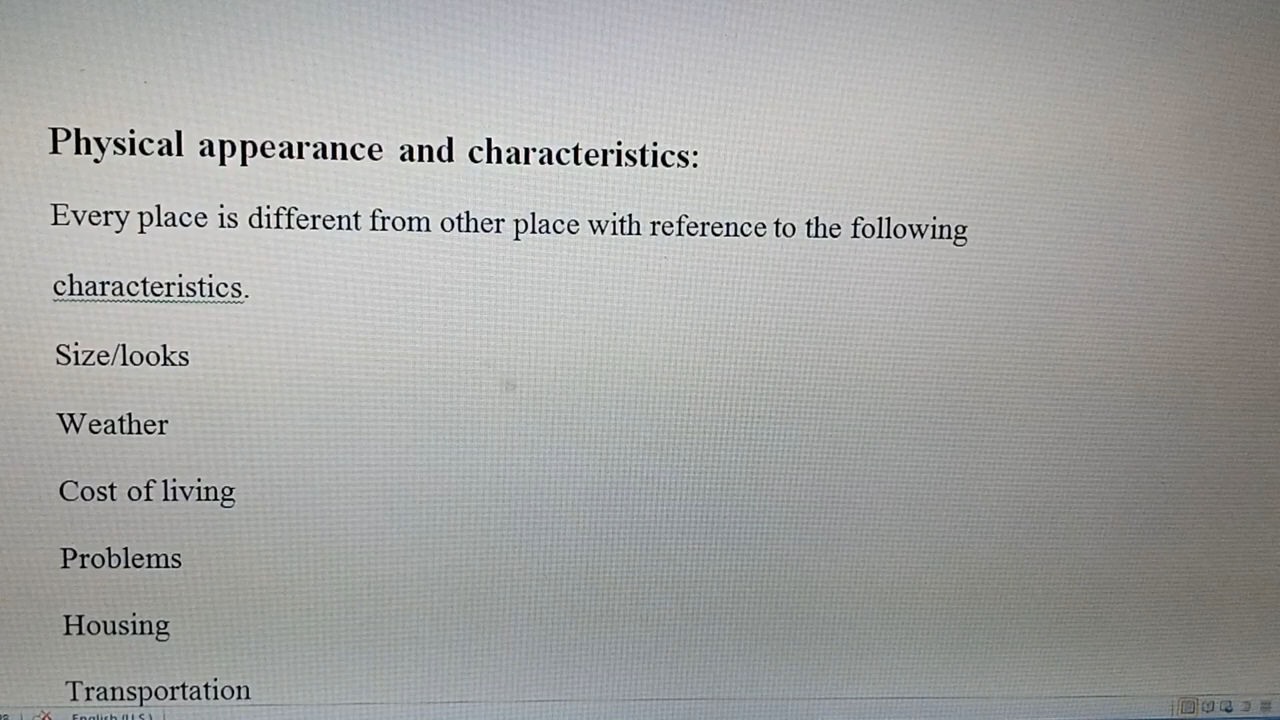 Physical appearance and characteristics:
Every place is different from other place with reference to the following
characteristics.
Size/looks
Weather
Cost of living
Problems
Housing
Transportation
English (U.S.)